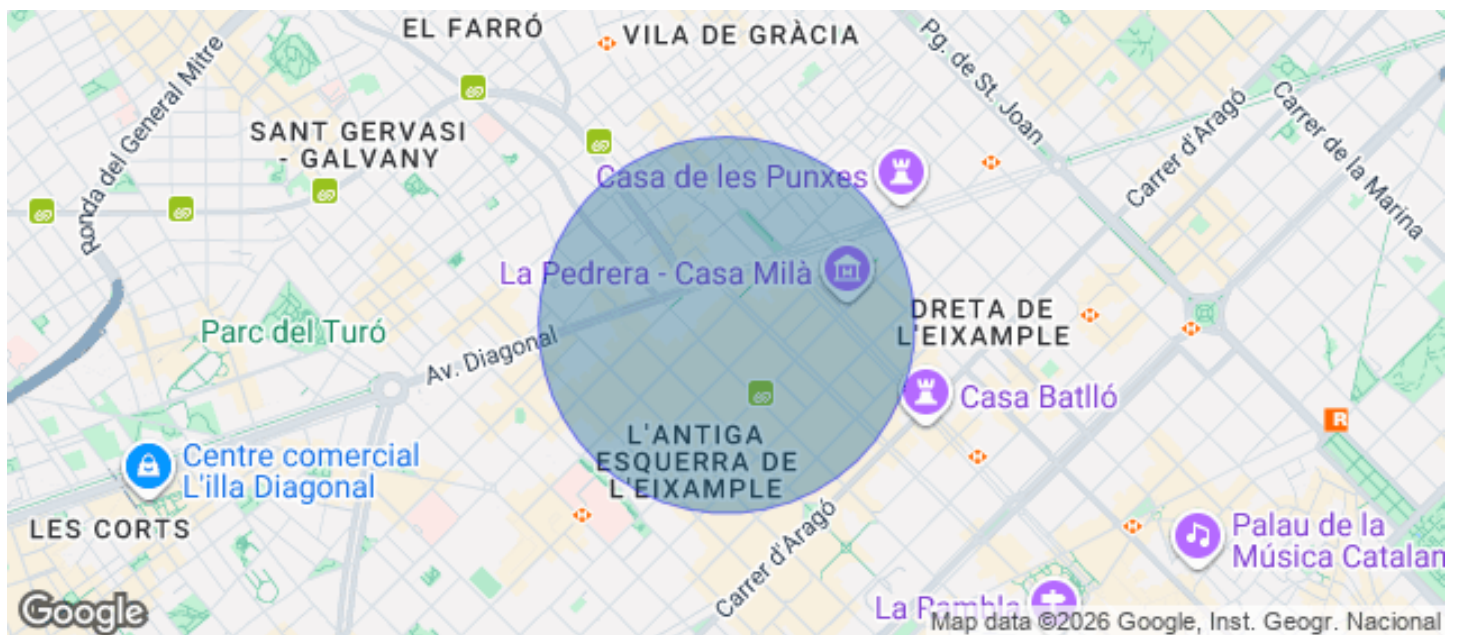 EL FARRÓ
VILA DE GRÀCIA
Pg. de St. Joan
Ronda del General Mitre
SANT GERVASI
- GALVANY
Carrer d'Aragó
Carrer de la Marina
Casa de les Punxes
La Pedrera - Casa Milà
DRETA DE
L'EIXAMPLE
Parc del Turó
Av. Diagonal
Casa Batlló
L'ANTIGA
ESQUERRA DE
L'EIXAMPLE
Centre comercial
L'illa Diagonal
R
LES CORTS
Carrer d'Aragó
Palau de la
Música Catalan
La Rambla
Google
Map data ©2026 Google, Inst. Geogr. Nacional